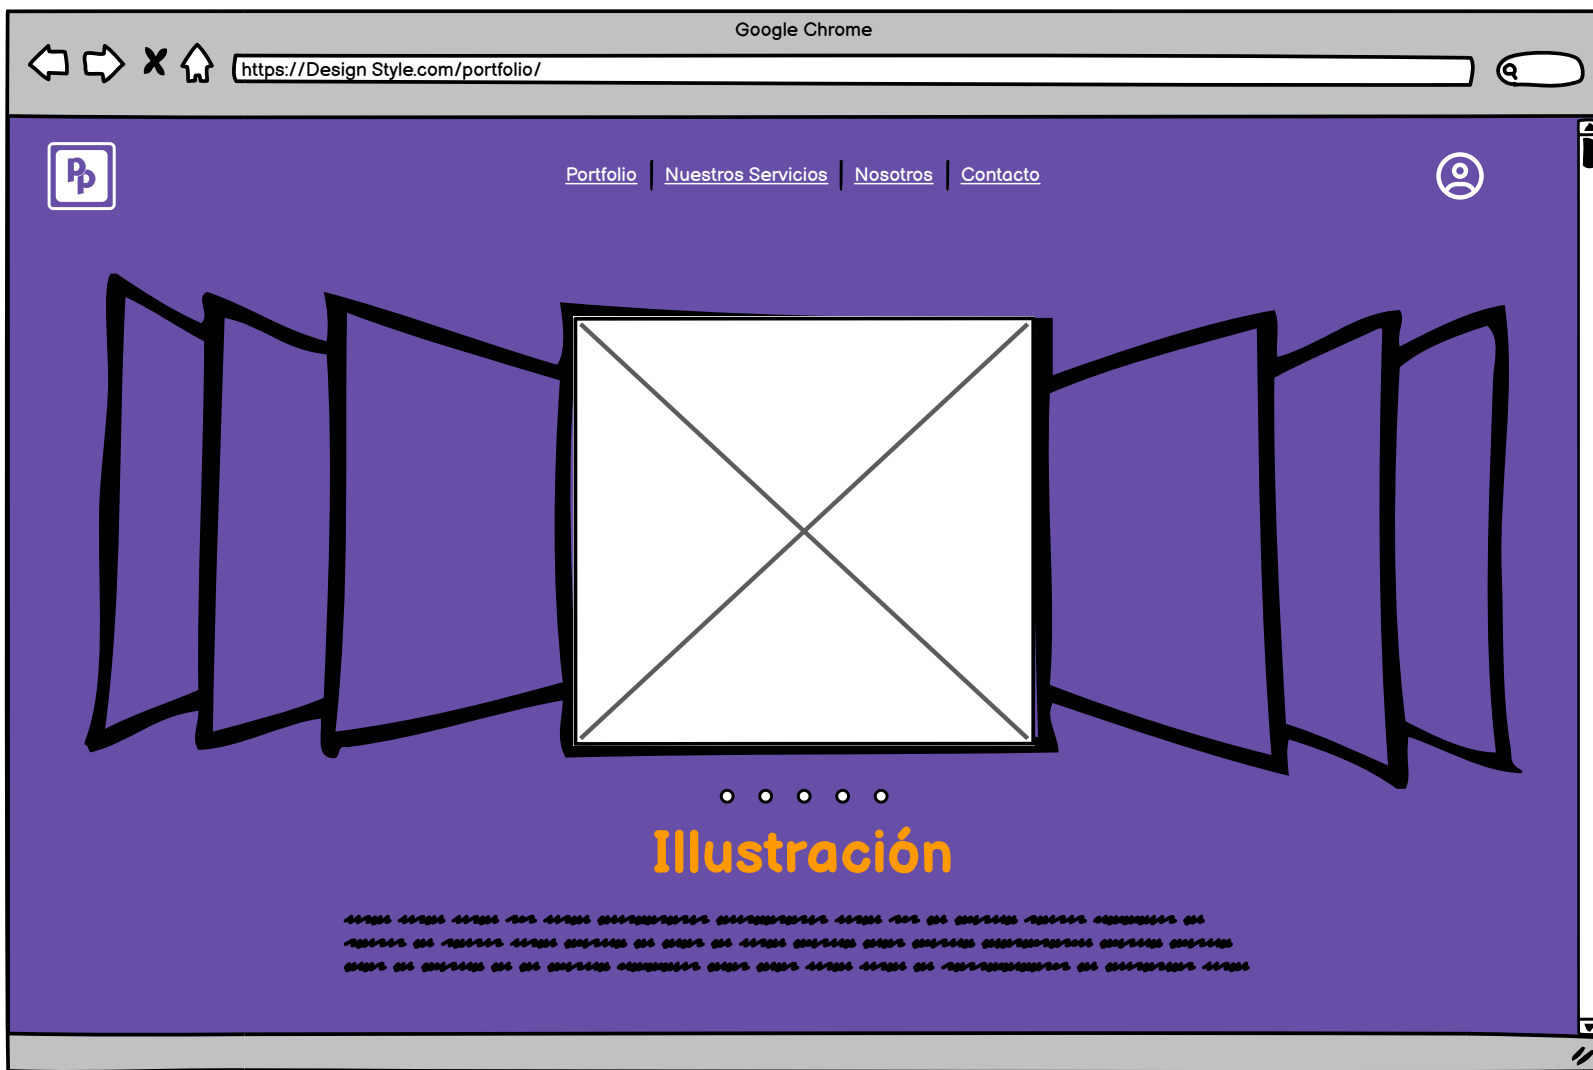 Google Chrome
https://Design Style.com/portfolio/
PP
Portfolio | Nuestros Servicios | Nosotros | Contacto
Illustración